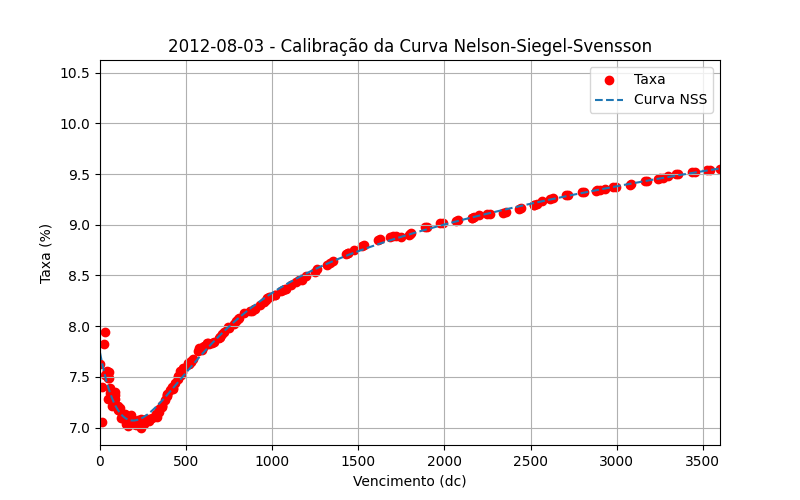 2012-08-03 - Calibração da Curva Nelson-Siegel-Svensson
Taxa
Curva NSS
Taxa (%)
10.5
10.0
9.5
9.0
8.5
8.0
7.5
7.0
0 500 1000 1500 2000 2500 3000 3500
Vencimento (dc)